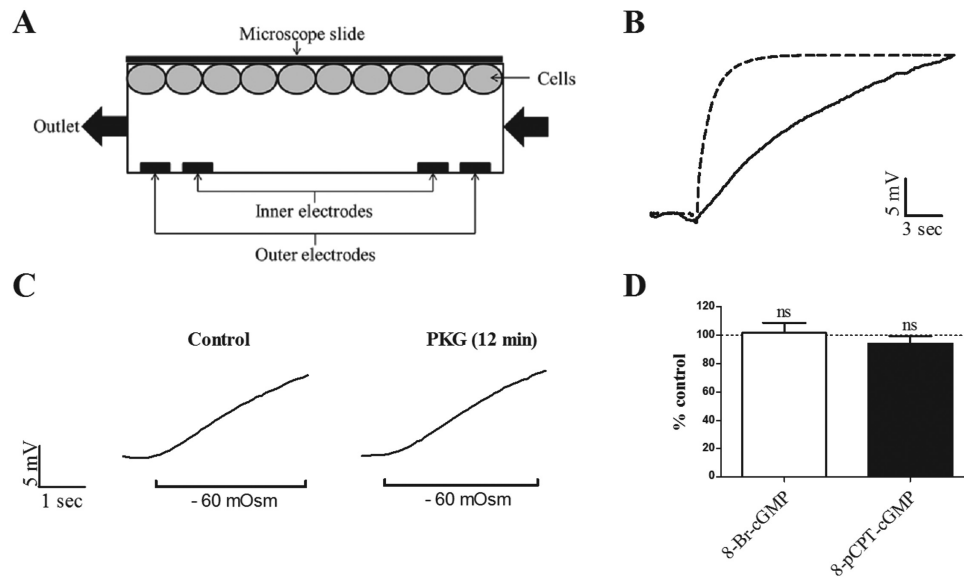 A
Microscope slide
Cells
Outlet
Inner electrodes
Outer electrodes
B
5 mV
3 sec
C
Control
PKG (12 min)
5 mV
1 sec
- 60 mOsm
- 60 mOsm
D
% control
120
100
80
60
40
20
0
ns
ns
8-Br-cGMP
8-pCPT-cGMP